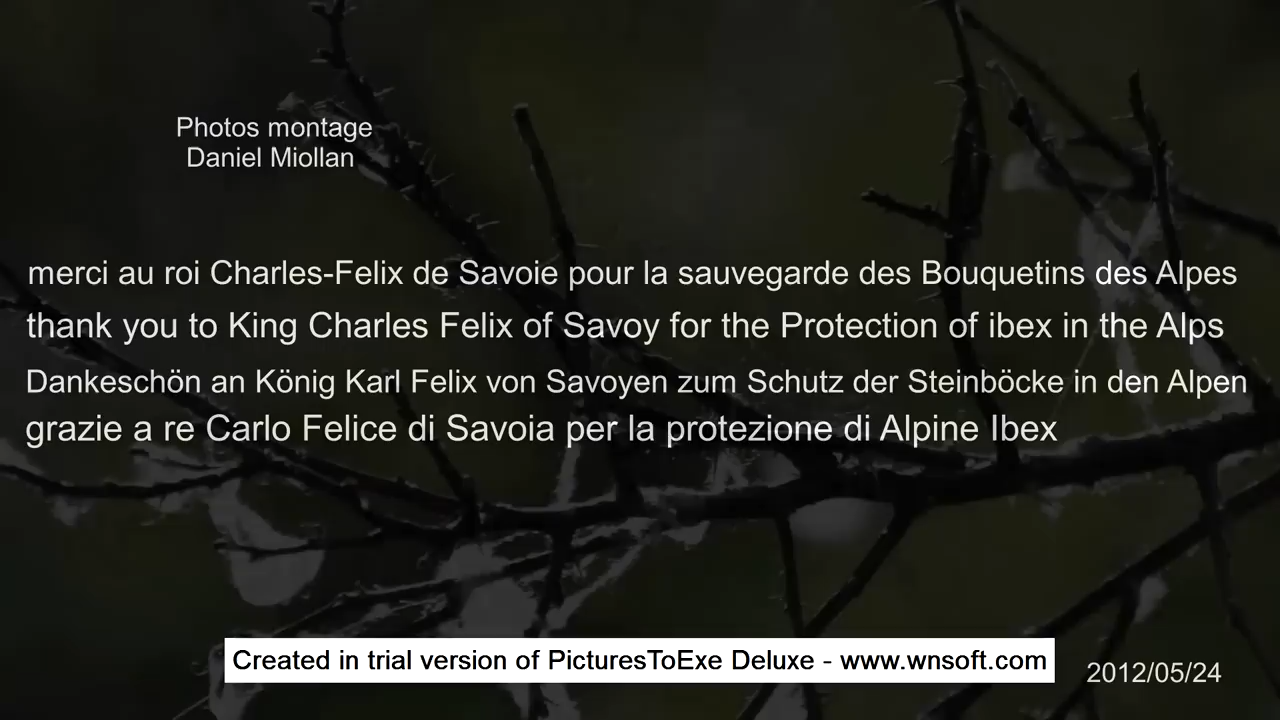 Photos montage
Daniel Miollan
merci au roi Charles-Felix de Savoie pour la sauvegarde des Bouquetins des Alpes
thank you to King Charles Felix of Savoy for the Protection of ibex in the Alps
Dankeschön an König Karl Felix von Savoyen zum Schutz der Steinböcke in den Alpen
grazie a re Carlo Felice di Savoia per la protezione di Alpine Ibex
Created in trial version of PicturesToExe Deluxe - www.wnsoft.com
2012/05/24